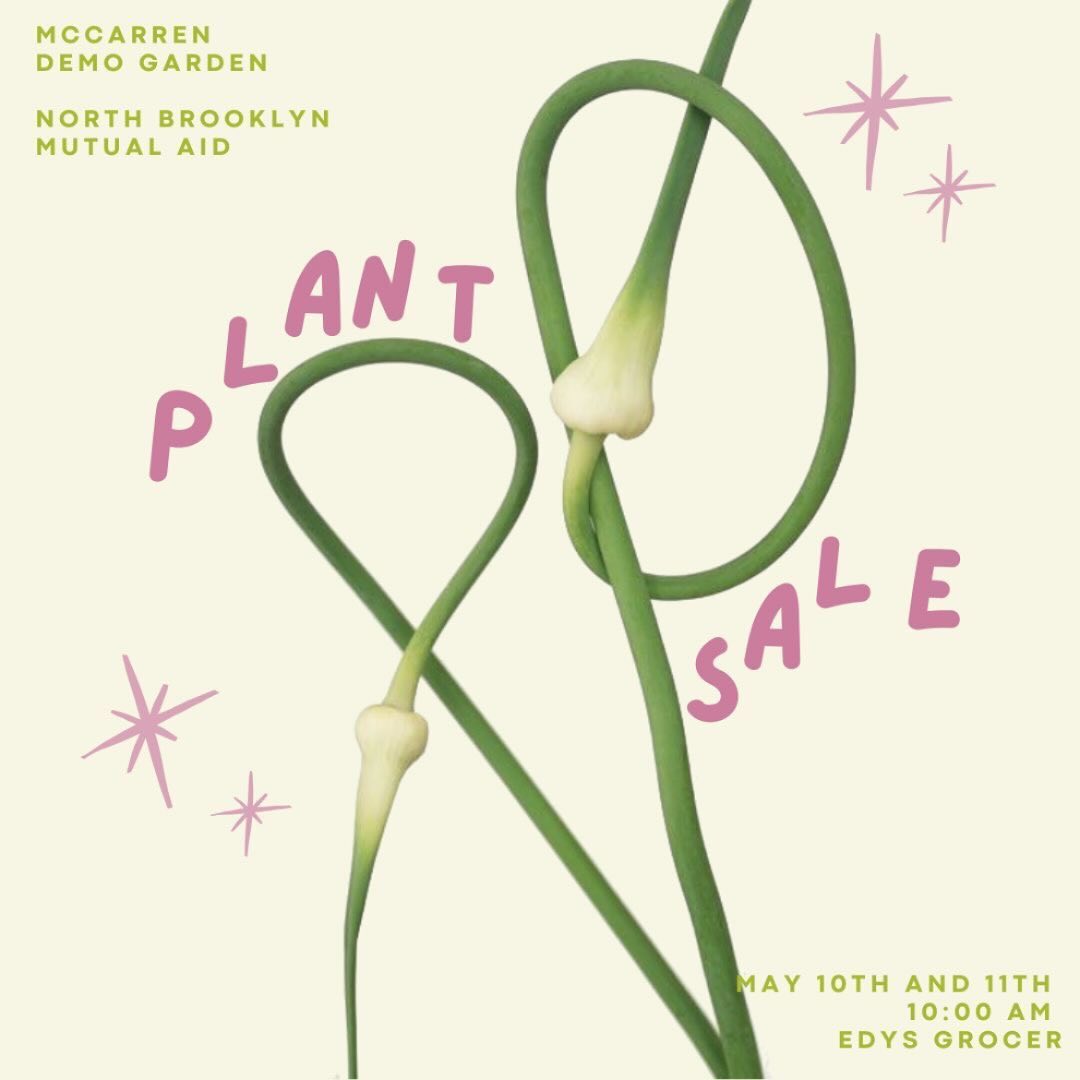 MCCARREN
DEMO GARDEN
NORTH BROOKLYN
MUTUAL AID
PLANT
SALE
MAY 10TH AND 11TH
10:00 AM
EDYS GROCER